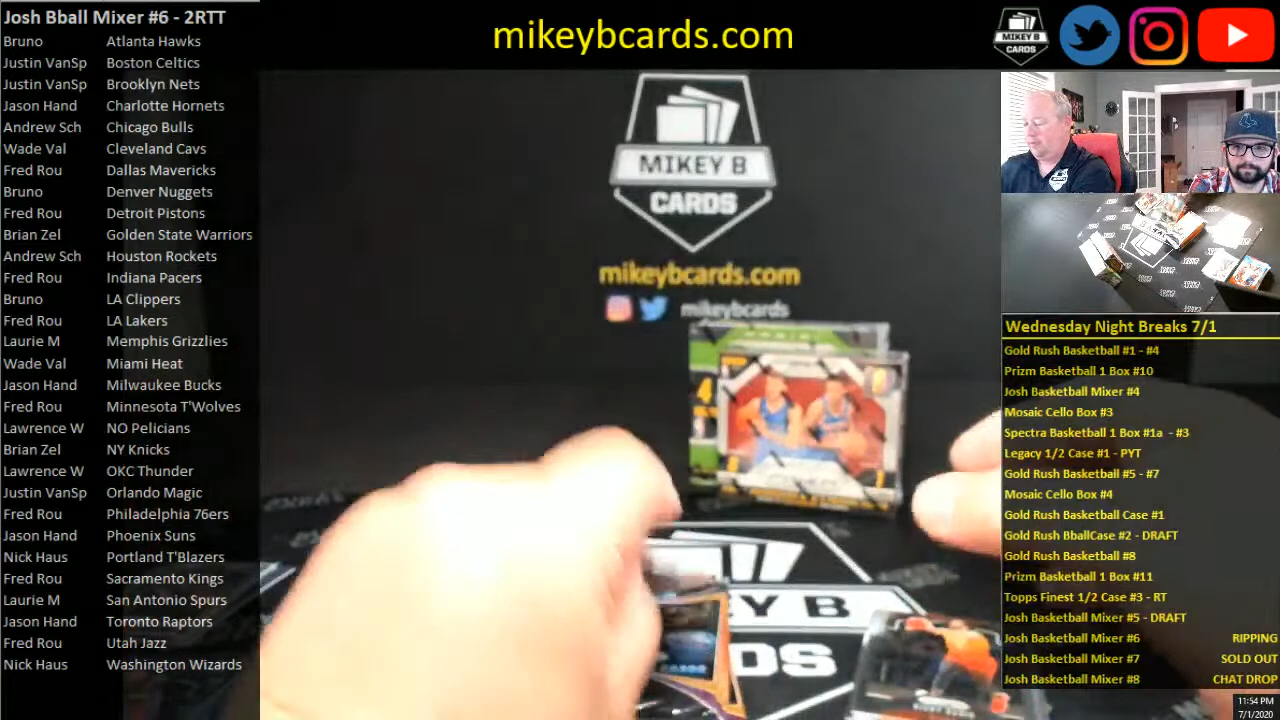 Josh Bball Mixer #6 - 2RTT
Bruno Atlanta Hawks
Justin VanSp Boston Celtics
Justin VanSp Brooklyn Nets
Jason Hand Charlotte Hornets
Andrew Sch Chicago Bulls
Wade Val Cleveland Cavs
Fred Rou Dallas Mavericks
Bruno Denver Nuggets
Fred Rou Detroit Pistons
Brian Zel Golden State Warriors
Andrew Sch Houston Rockets
Fred Rou Indiana Pacers
Bruno LA Clippers
Fred Rou LA Lakers
Laurie M Memphis Grizzlies
Wade Val Miami Heat
Jason Hand Milwaukee Bucks
Fred Rou Minnesota T'Wolves
Lawrence W NO Pelicians
Brian Zel NY Knicks
Lawrence W OKC Thunder
Justin VanSp Orlando Magic
Fred Rou Philadelphia 76ers
Jason Hand Phoenix Suns
Nick Haus Portland T'Blazers
Fred Rou Sacramento Kings
Laurie M San Antonio Spurs
Jason Hand Toronto Raptors
Fred Rou Utah Jazz
Nick Haus Washington Wizards
mikeybcards.com
MIKEY B
CARDS
MIKEY B
CARDS
mikeybcards.com
mikeybcards
4
Y B
DS
Wednesday Night Breaks 7/1
Gold Rush Basketball #1 - #4
Prizm Basketball 1 Box #10
Josh Basketball Mixer #4
Mosaic Cello Box #3
Spectra Basketball 1 Box #1a - #3
Legacy 1/2 Case #1 - PYT
Gold Rush Basketball #5 - #7
Mosaic Cello Box #4
Gold Rush Basketball Case #1
Gold Rush BballCase #2 - DRAFT
Gold Rush Basketball #8
Prizm Basketball 1 Box #11
Topps Finest 1/2 Case #3 - RT
Josh Basketball Mixer #5 - DRAFT
Josh Basketball Mixer #6 RIPPING
Josh Basketball Mixer #7 SOLD OUT
Josh Basketball Mixer #8 CHAT DROP
11:54 PM
7/1/2020